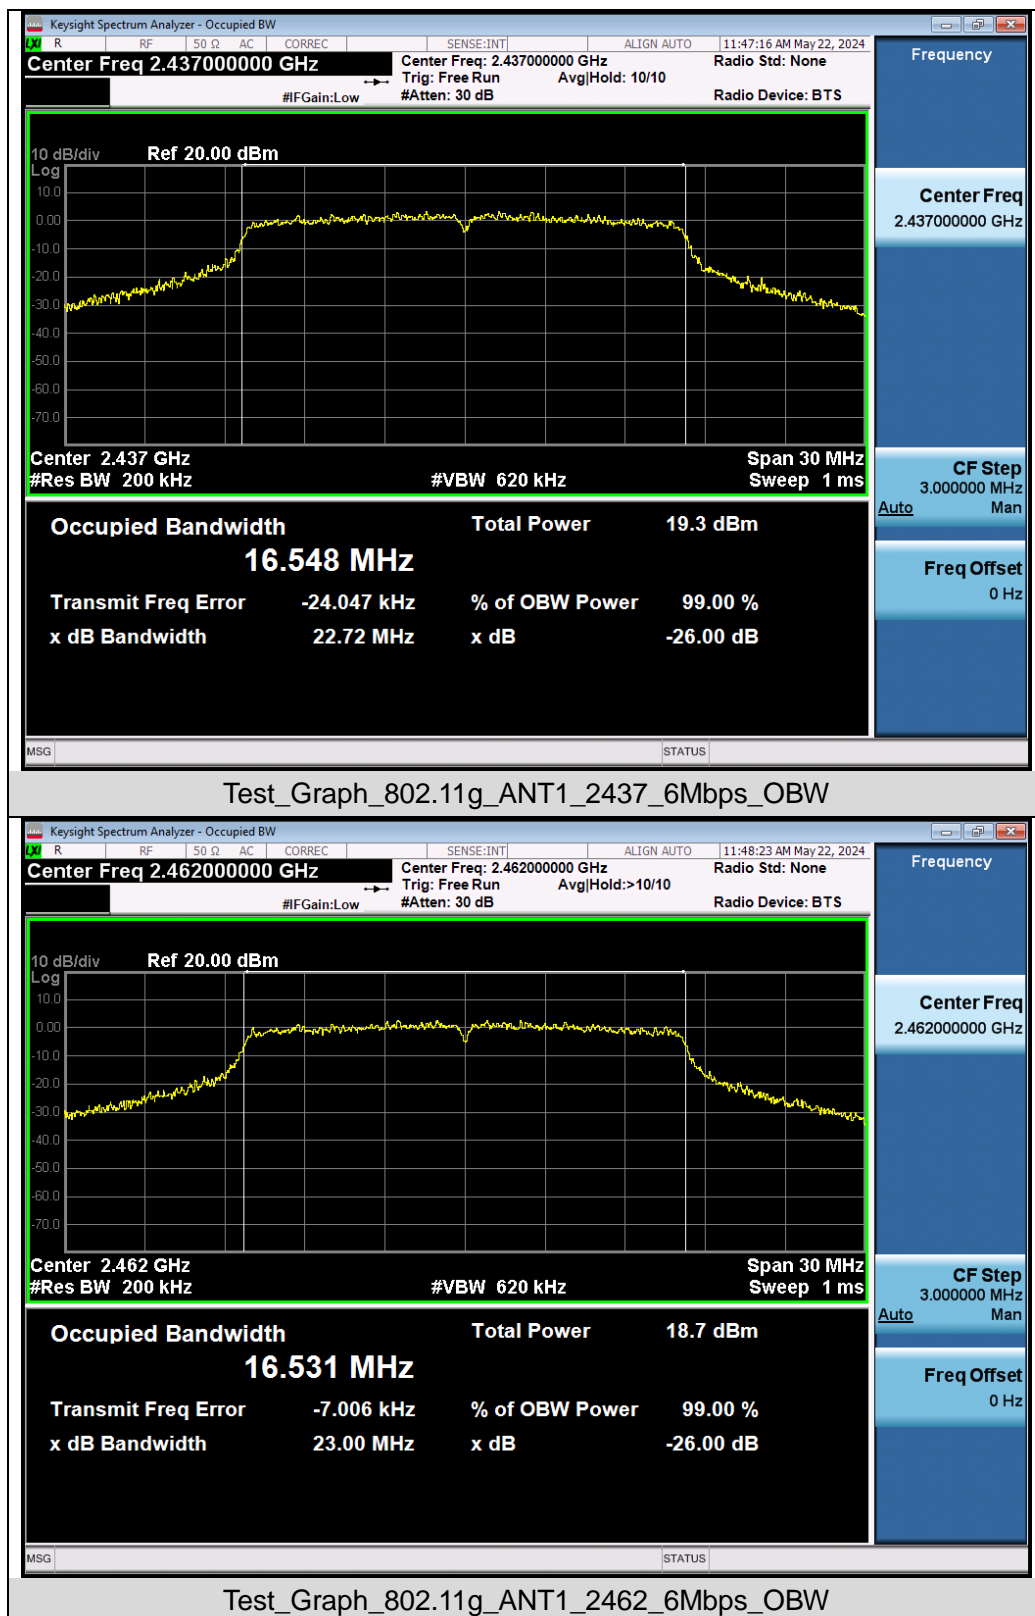 Keysight Spectrum Analyzer - Occupied BW
LXI R RF 50 Ω AC CORREC SENSE:INT ALIGN AUTO 11:47:16 AM May 22, 2024
Center Freq 2.437000000 GHz
Center Freq: 2.437000000 GHz
Radio Std: None
Trig: Free Run
Avg|Hold: 10/10
#IFGain:Low
#Atten: 30 dB
Radio Device: BTS
10 dB/div
Ref 20.00 dBm
Log
10.0
0.00
-10.0
-20.0
-30.0
-40.0
-50.0
-60.0
-70.0
Center 2.437 GHz
Span 30 MHz
#Res BW 200 kHz
#VBW 620 kHz
Sweep 1 ms
Occupied Bandwidth
Total Power 19.3 dBm
16.548 MHz
Transmit Freq Error -24.047 kHz
% of OBW Power 99.00 %
x dB Bandwidth 22.72 MHz
x dB -26.00 dB
MSG
STATUS
Frequency
Center Freq
2.437000000 GHz
CF Step
3.000000 MHz
Auto Man
Freq Offset
0 Hz
Test_Graph_802.11g_ANT1_2437_6Mbps_OBW
Keysight Spectrum Analyzer - Occupied BW
LXI R RF 50 Ω AC CORREC SENSE:INT ALIGN AUTO 11:48:23 AM May 22, 2024
Center Freq 2.462000000 GHz
Center Freq: 2.462000000 GHz
Radio Std: None
Trig: Free Run
Avg|Hold:>10/10
#IFGain:Low
#Atten: 30 dB
Radio Device: BTS
10 dB/div
Ref 20.00 dBm
Log
10.0
0.00
-10.0
-20.0
-30.0
-40.0
-50.0
-60.0
-70.0
Center 2.462 GHz
Span 30 MHz
#Res BW 200 kHz
#VBW 620 kHz
Sweep 1 ms
Occupied Bandwidth
Total Power 18.7 dBm
16.531 MHz
Transmit Freq Error -7.006 kHz
% of OBW Power 99.00 %
x dB Bandwidth 23.00 MHz
x dB -26.00 dB
MSG
STATUS
Frequency
Center Freq
2.462000000 GHz
CF Step
3.000000 MHz
Auto Man
Freq Offset
0 Hz
Test_Graph_802.11g_ANT1_2462_6Mbps_OBW